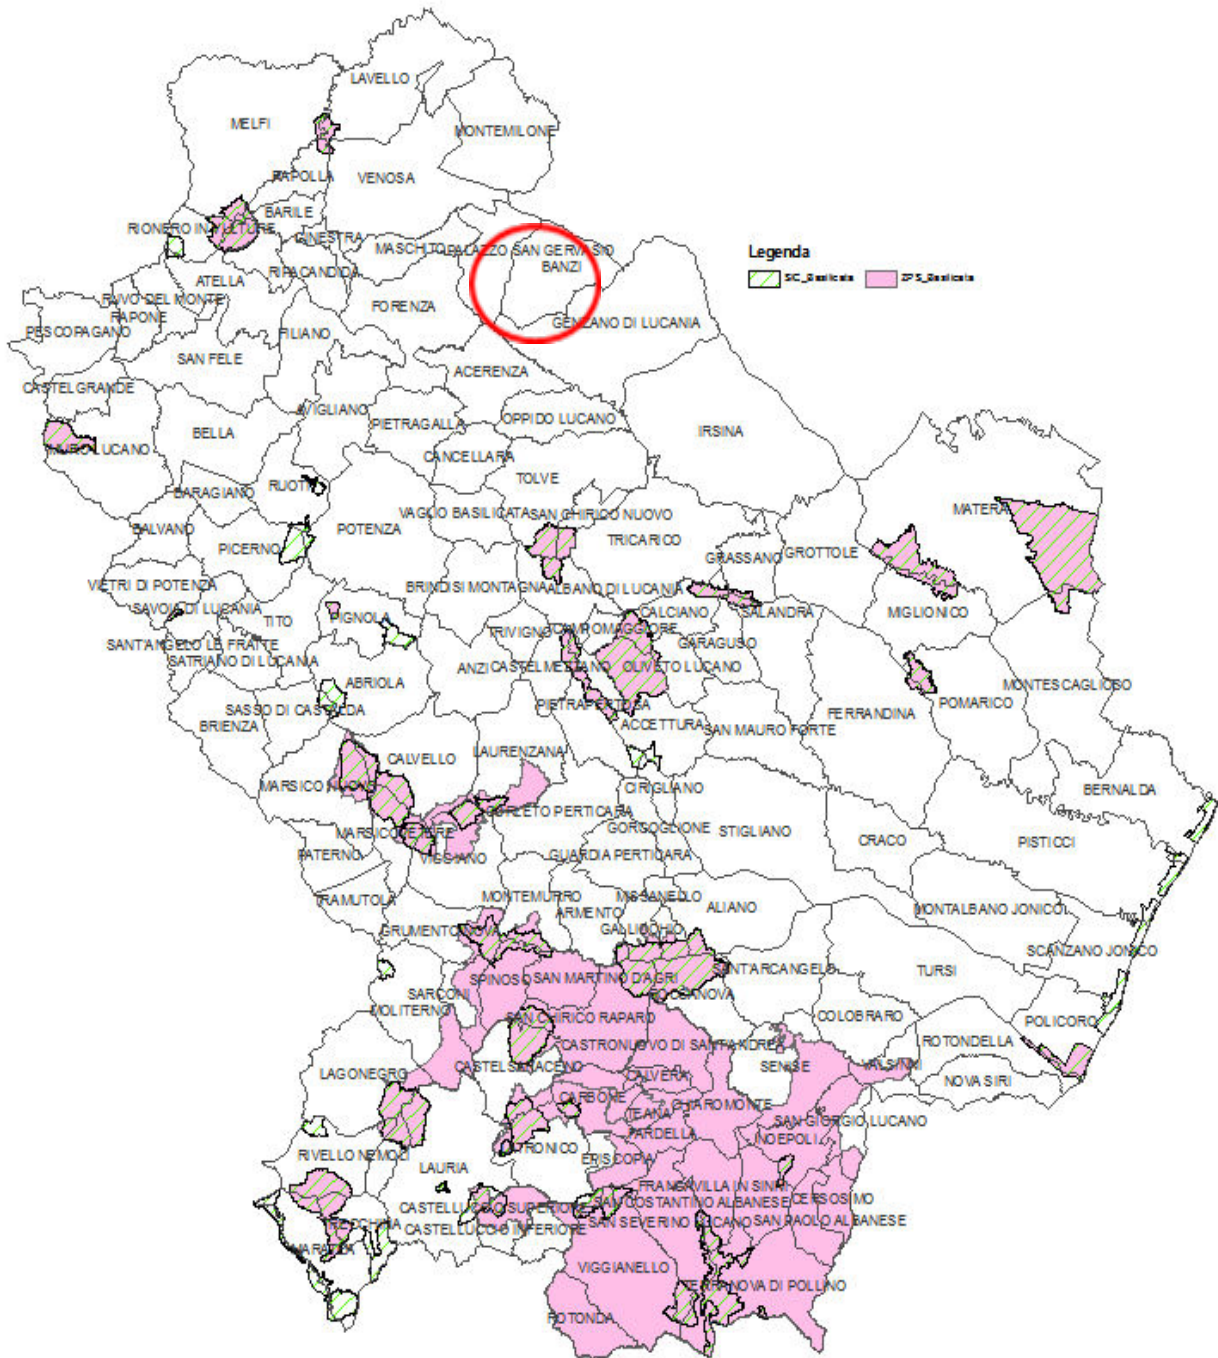 LAVELLO
MELFI
MONTEMILONE
RAPOLLA
VENOSA
BARILE
RIONERO IN VULTURE
GINESTRA
MASCHITO
PALAZZO SAN GERVASIO
BANZI
Legenda
SIC_Basilicata
ZPS_Basilicata
ATELLA
RIPACANDIDA
RUVO DEL MONTE
RAPONE
FORENZA
GENZANO DI LUCANIA
PESCOPAGANO
FILIANO
SAN FELE
ACERENZA
CASTELGRANDE
AVIGLIANO
PIETRAGALLA
OPPIDO LUCANO
BELLA
IRSINA
MURO LUCANO
CANCELLARA
TOLVE
BARAGIANO
RUOTI
MATERA
VAGLIO BASILICATA
SAN CHIRICO NUOVO
BALVANO
POTENZA
TRICARICO
PICERNO
GRASSANO
GROTTOLE
VIETRI DI POTENZA
BRINDISI MONTAGNA
ALBANO DI LUCANIA
SAVOIA DI LUCANIA
TITO
PIGNOLA
CALCIANO
SALANDRA
MIGLIONICO
TRIVIGNO
CAMPOMAGGIORE
SANT'ANGELO LE FRATTE
GARAGUSO
SATRIANO DI LUCANIA
ANZI
CASTELMEZZANO
OLIVETO LUCANO
ABRIOLA
MONTESCAGLIOSO
SASSO DI CASTALDA
PIETRAPERTOSA
POMARICO
FERRANDINA
BRIENZA
ACCETTURA
SAN MAURO FORTE
LAURENZANA
CALVELLO
MARSICO NUOVO
CIRIGLIANO
BERNALDA
CORLETO PERTICARA
GORGOGLIONE
STIGLIANO
MARSICOVETERE
CRACO
PISTICCI
PATERNO
VIGGIANO
GUARDIA PERTICARA
TRAMUTOLA
MONTEMURRO
MISSANELLO
ARMENTO
ALIANO
MONTALBANO JONICO
GRUMENTO NOVA
GALLICCHIO
SCANZANO JONICO
SPINOSO
SAN MARTINO D'AGRI
SANT'ARCANGELO
TURSI
SARCONI
ROCCANOVA
MOLITERNO
SAN CHIRICO RAPARO
COLOBRARO
POLICORO
CASTRONUOVO DI SANT'ANDREA
ROTONDELLA
CASTELSARACENO
SENISE
VALSINNI
LAGONEGRO
CALVERA
NOVA SIRI
CARBONE
CHIAROMONTE
TEANA
SAN GIORGIO LUCANO
FARDELLA
NOEPOLI
RIVELLO
NEMOLI
LATRONICO
EPISCOPIA
LAURIA
FRANCAVILLA IN SINNI
CASTELLUCCIO SUPERIORE
SAN COSTANTINO ALBANESE
CERSOSIMO
TRECCHINA
CASTELLUCCIO INFERIORE
SAN SEVERINO LUCANO
SAN PAOLO ALBANESE
MARATEA
VIGGIANELLO
TERRANOVA DI POLLINO
ROTONDA